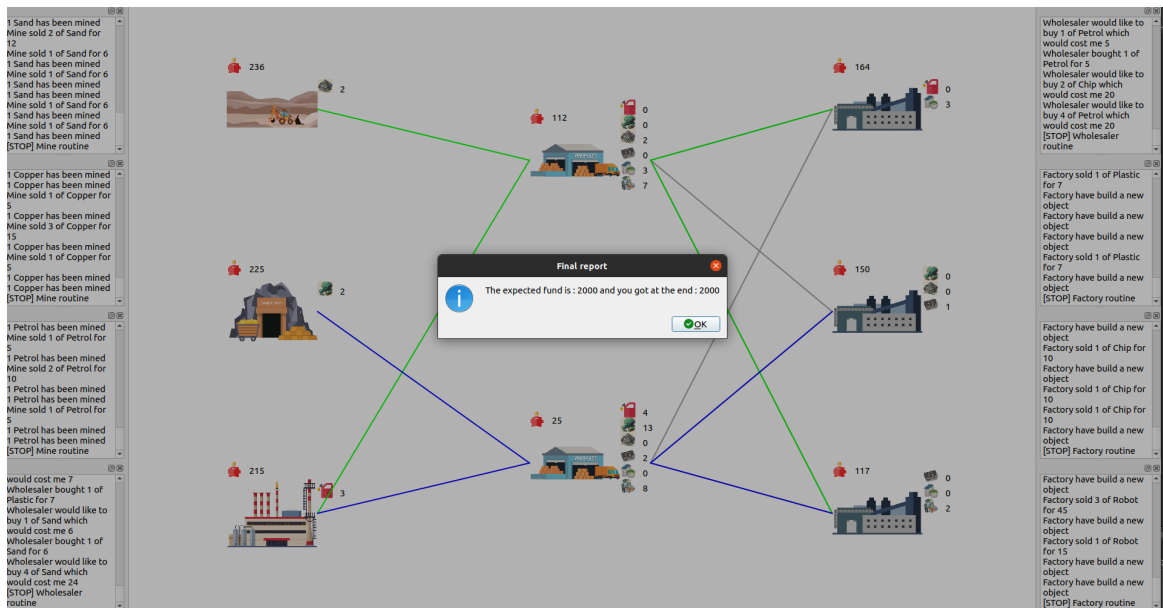 1 Sand has been mined
Mine sold 2 of Sand for
12
Mine sold 1 of Sand for 6
1 Sand has been mined
Mine sold 1 of Sand for 6
1 Sand has been mined
1 Sand has been mined
Mine sold 1 of Sand for 6
1 Sand has been mined
Mine sold 1 of Sand for 6
1 Sand has been mined
[STOP] Mine routine
1 Copper has been mined
1 Copper has been mined
Mine sold 1 of Copper for
5
1 Copper has been mined
Mine sold 3 of Copper for
15
1 Copper has been mined
Mine sold 1 of Copper for
5
1 Copper has been mined
1 Copper has been mined
[STOP] Mine routine
1 Petrol has been mined
Mine sold 1 of Petrol for
5
1 Petrol has been mined
Mine sold 2 of Petrol for
10
1 Petrol has been mined
1 Petrol has been mined
Mine sold 1 of Petrol for
5
1 Petrol has been mined
1 Petrol has been mined
[STOP] Mine routine
would cost me 7
Wholesaler bought 1 of
Plastic for 7
Wholesaler would like to
buy 1 of Sand which
would cost me 6
Wholesaler bought 1 of
Sand for 6
Wholesaler would like to
buy 4 of Sand which
would cost me 24
[STOP] Wholesaler
routine
236
2
225
2
215
3
112
0
0
2
0
3
7
Final report
The expected fund is : 2000 and you got at the end : 2000
OK
25
4
13
0
2
0
8
164
0
3
150
0
0
1
117
0
0
2
Wholesaler would like to
buy 1 of Petrol which
would cost me 5
Wholesaler bought 1 of
Petrol for 5
Wholesaler would like to
buy 2 of Chip which
would cost me 20
Wholesaler would like to
buy 4 of Petrol which
would cost me 20
[STOP] Wholesaler
routine
Factory sold 1 of Plastic
for 7
Factory have build a new
object
Factory have build a new
object
Factory have build a new
object
Factory sold 1 of Plastic
for 7
Factory have build a new
object
[STOP] Factory routine
Factory have build a new
object
Factory sold 1 of Chip for
10
Factory sold 1 of Chip for
10
Factory sold 1 of Chip for
10
Factory have build a new
object
Factory have build a new
object
[STOP] Factory routine
Factory have build a new
object
Factory sold 3 of Robot
for 45
Factory have build a new
object
Factory sold 1 of Robot
for 15
Factory have build a new
object
Factory have build a new
object
[STOP] Factory routine